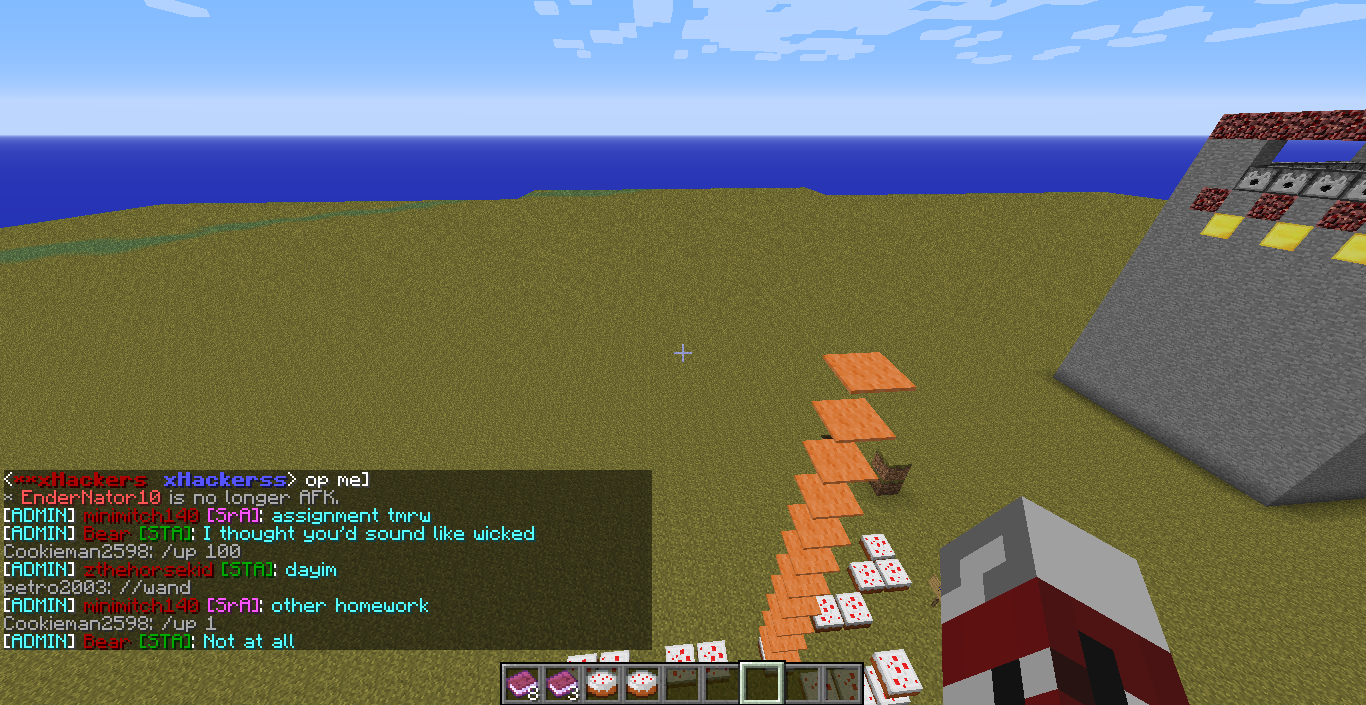 < xHackers xHackerss> op me]
× EnderNator10 is no longer AFK.
[ADMIN] minimitch140 [SrA]: assignment tmrw
[ADMIN] Bear [STA]: I thought you'd sound like wicked
Cookieman2598: /up 100
[ADMIN] zthehorsekid [STA]: dayim
petro2003: //wand
[ADMIN] minimitch140 [SrA]: other homework
Cookieman2598: /up 1
[ADMIN] Bear [STA]: Not at all
8 3